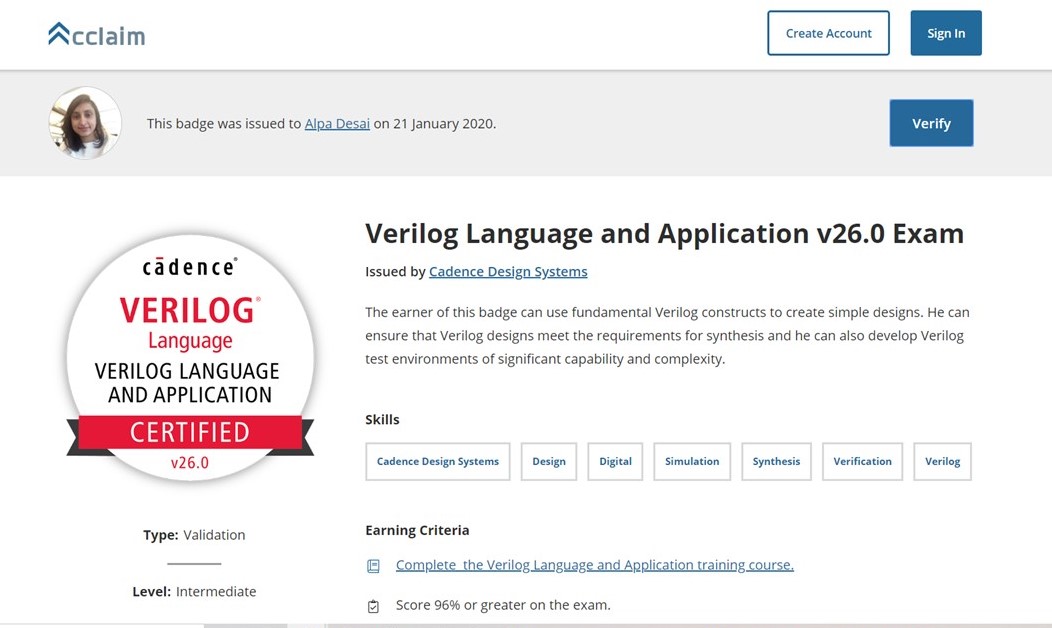 Acclaim
Create Account
Sign In
This badge was issued to Alpa Desai on 21 January 2020.
Verify
cādence®
VERILOG®
Language
VERILOG LANGUAGE
AND APPLICATION
CERTIFIED
v26.0
Type: Validation
Level: Intermediate
Verilog Language and Application v26.0 Exam
Issued by Cadence Design Systems
The earner of this badge can use fundamental Verilog constructs to create simple designs. He can
ensure that Verilog designs meet the requirements for synthesis and he can also develop Verilog
test environments of significant capability and complexity.
Skills
Cadence Design Systems
Design
Digital
Simulation
Synthesis
Verification
Verilog
Earning Criteria
Complete the Verilog Language and Application training course.
Score 96% or greater on the exam.